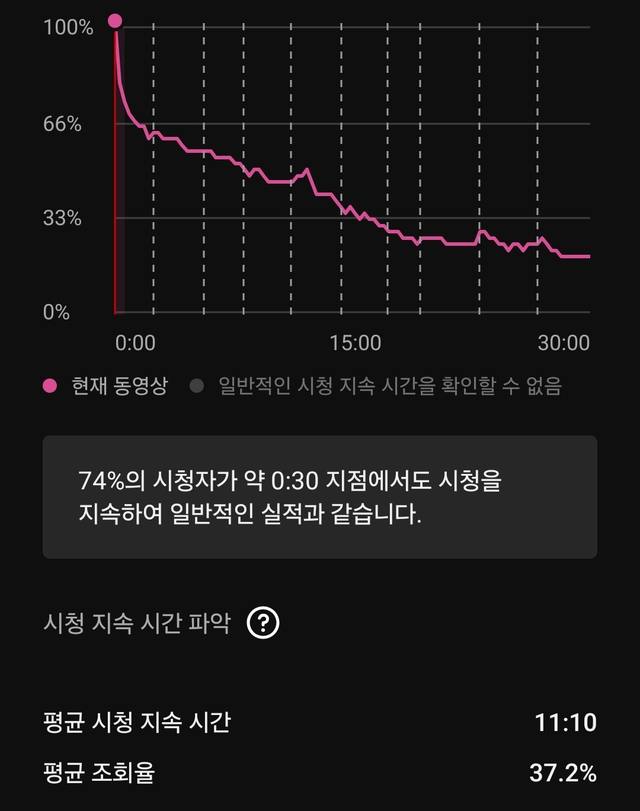 100%
66%
33%
0%
0:00 15:00 30:00
현재 동영상 일반적인 시청 지속 시간을 확인할 수 없음
74%의 시청자가 약 0:30 지점에서도 시청을
지속하여 일반적인 실적과 같습니다.
시청 지속 시간 파악 ?
평균 시청 지속 시간 11:10
평균 조회율 37.2%